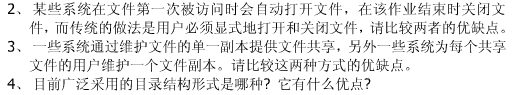 2、某些系统在文件第一次被访问时会自动打开文件，在该作业结束时关闭文
件，而传统的做法是用户必须显式地打开和关闭文件，请比较两者的优缺点。
3、一些系统通过维护文件的单一副本提供文件共享，另外一些系统为每个共享
文件的用户维护一个文件副本。请比较这两种方式的优缺点。
4、目前广泛采用的目录结构形式是哪种？它有什么优点？